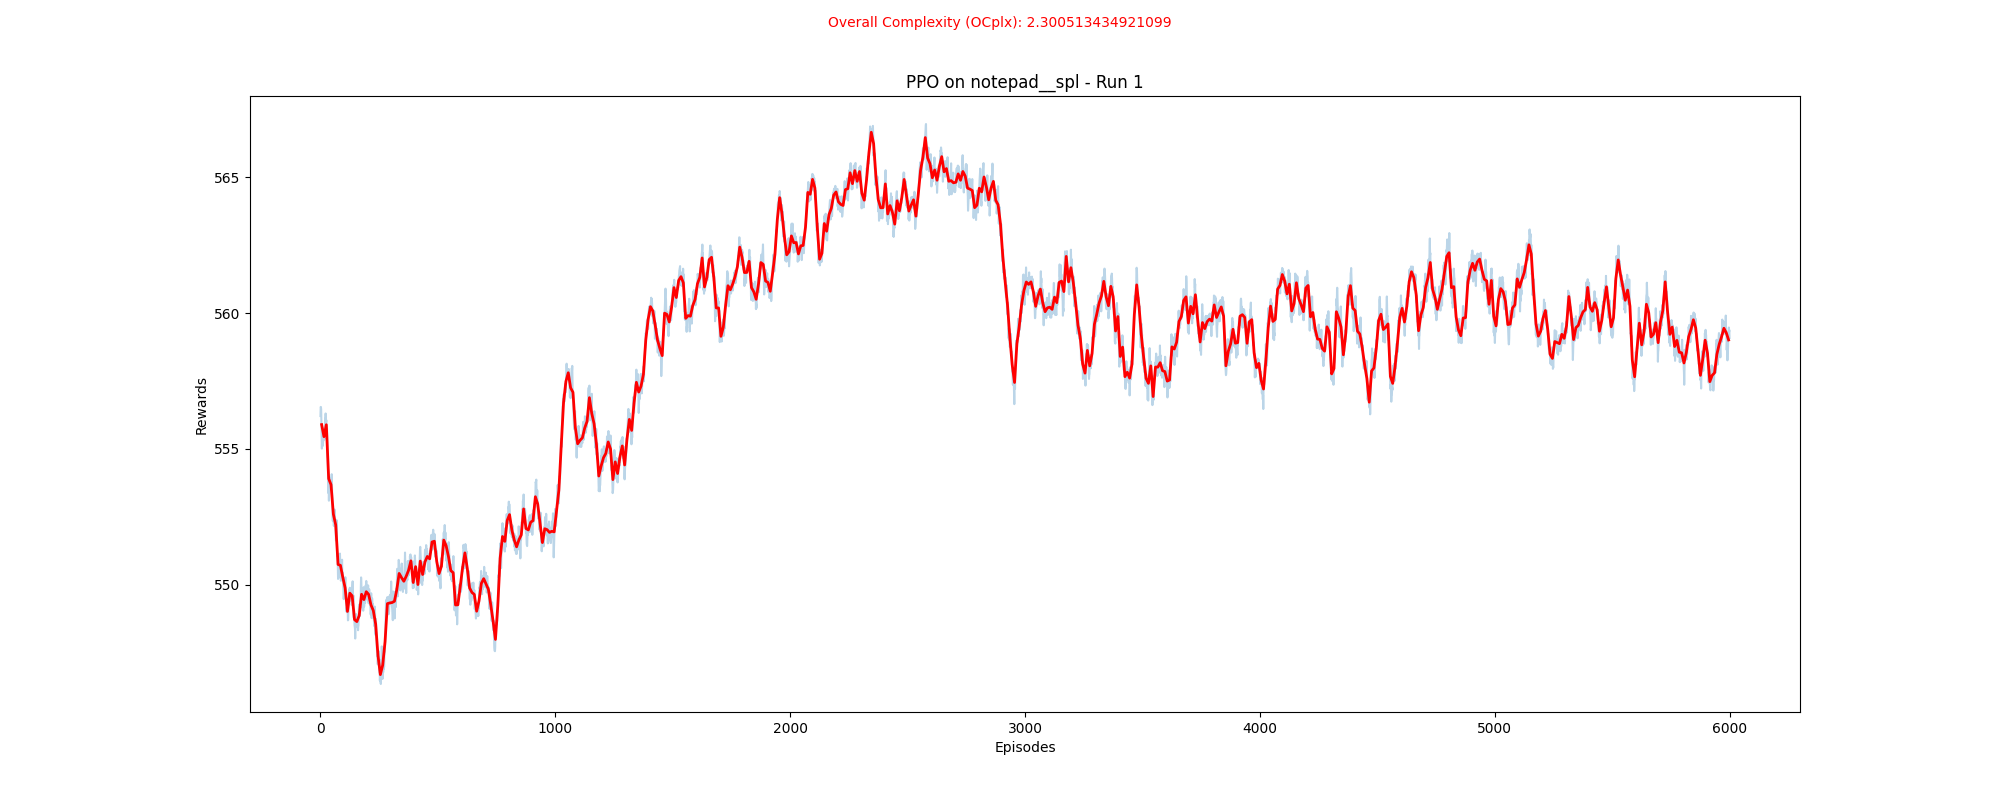 Overall Complexity (OCplx): 2.300513434921099
PPO on notepad__spl - Run 1
Rewards
565
560
555
550
0 1000 2000 3000 4000 5000 6000
Episodes